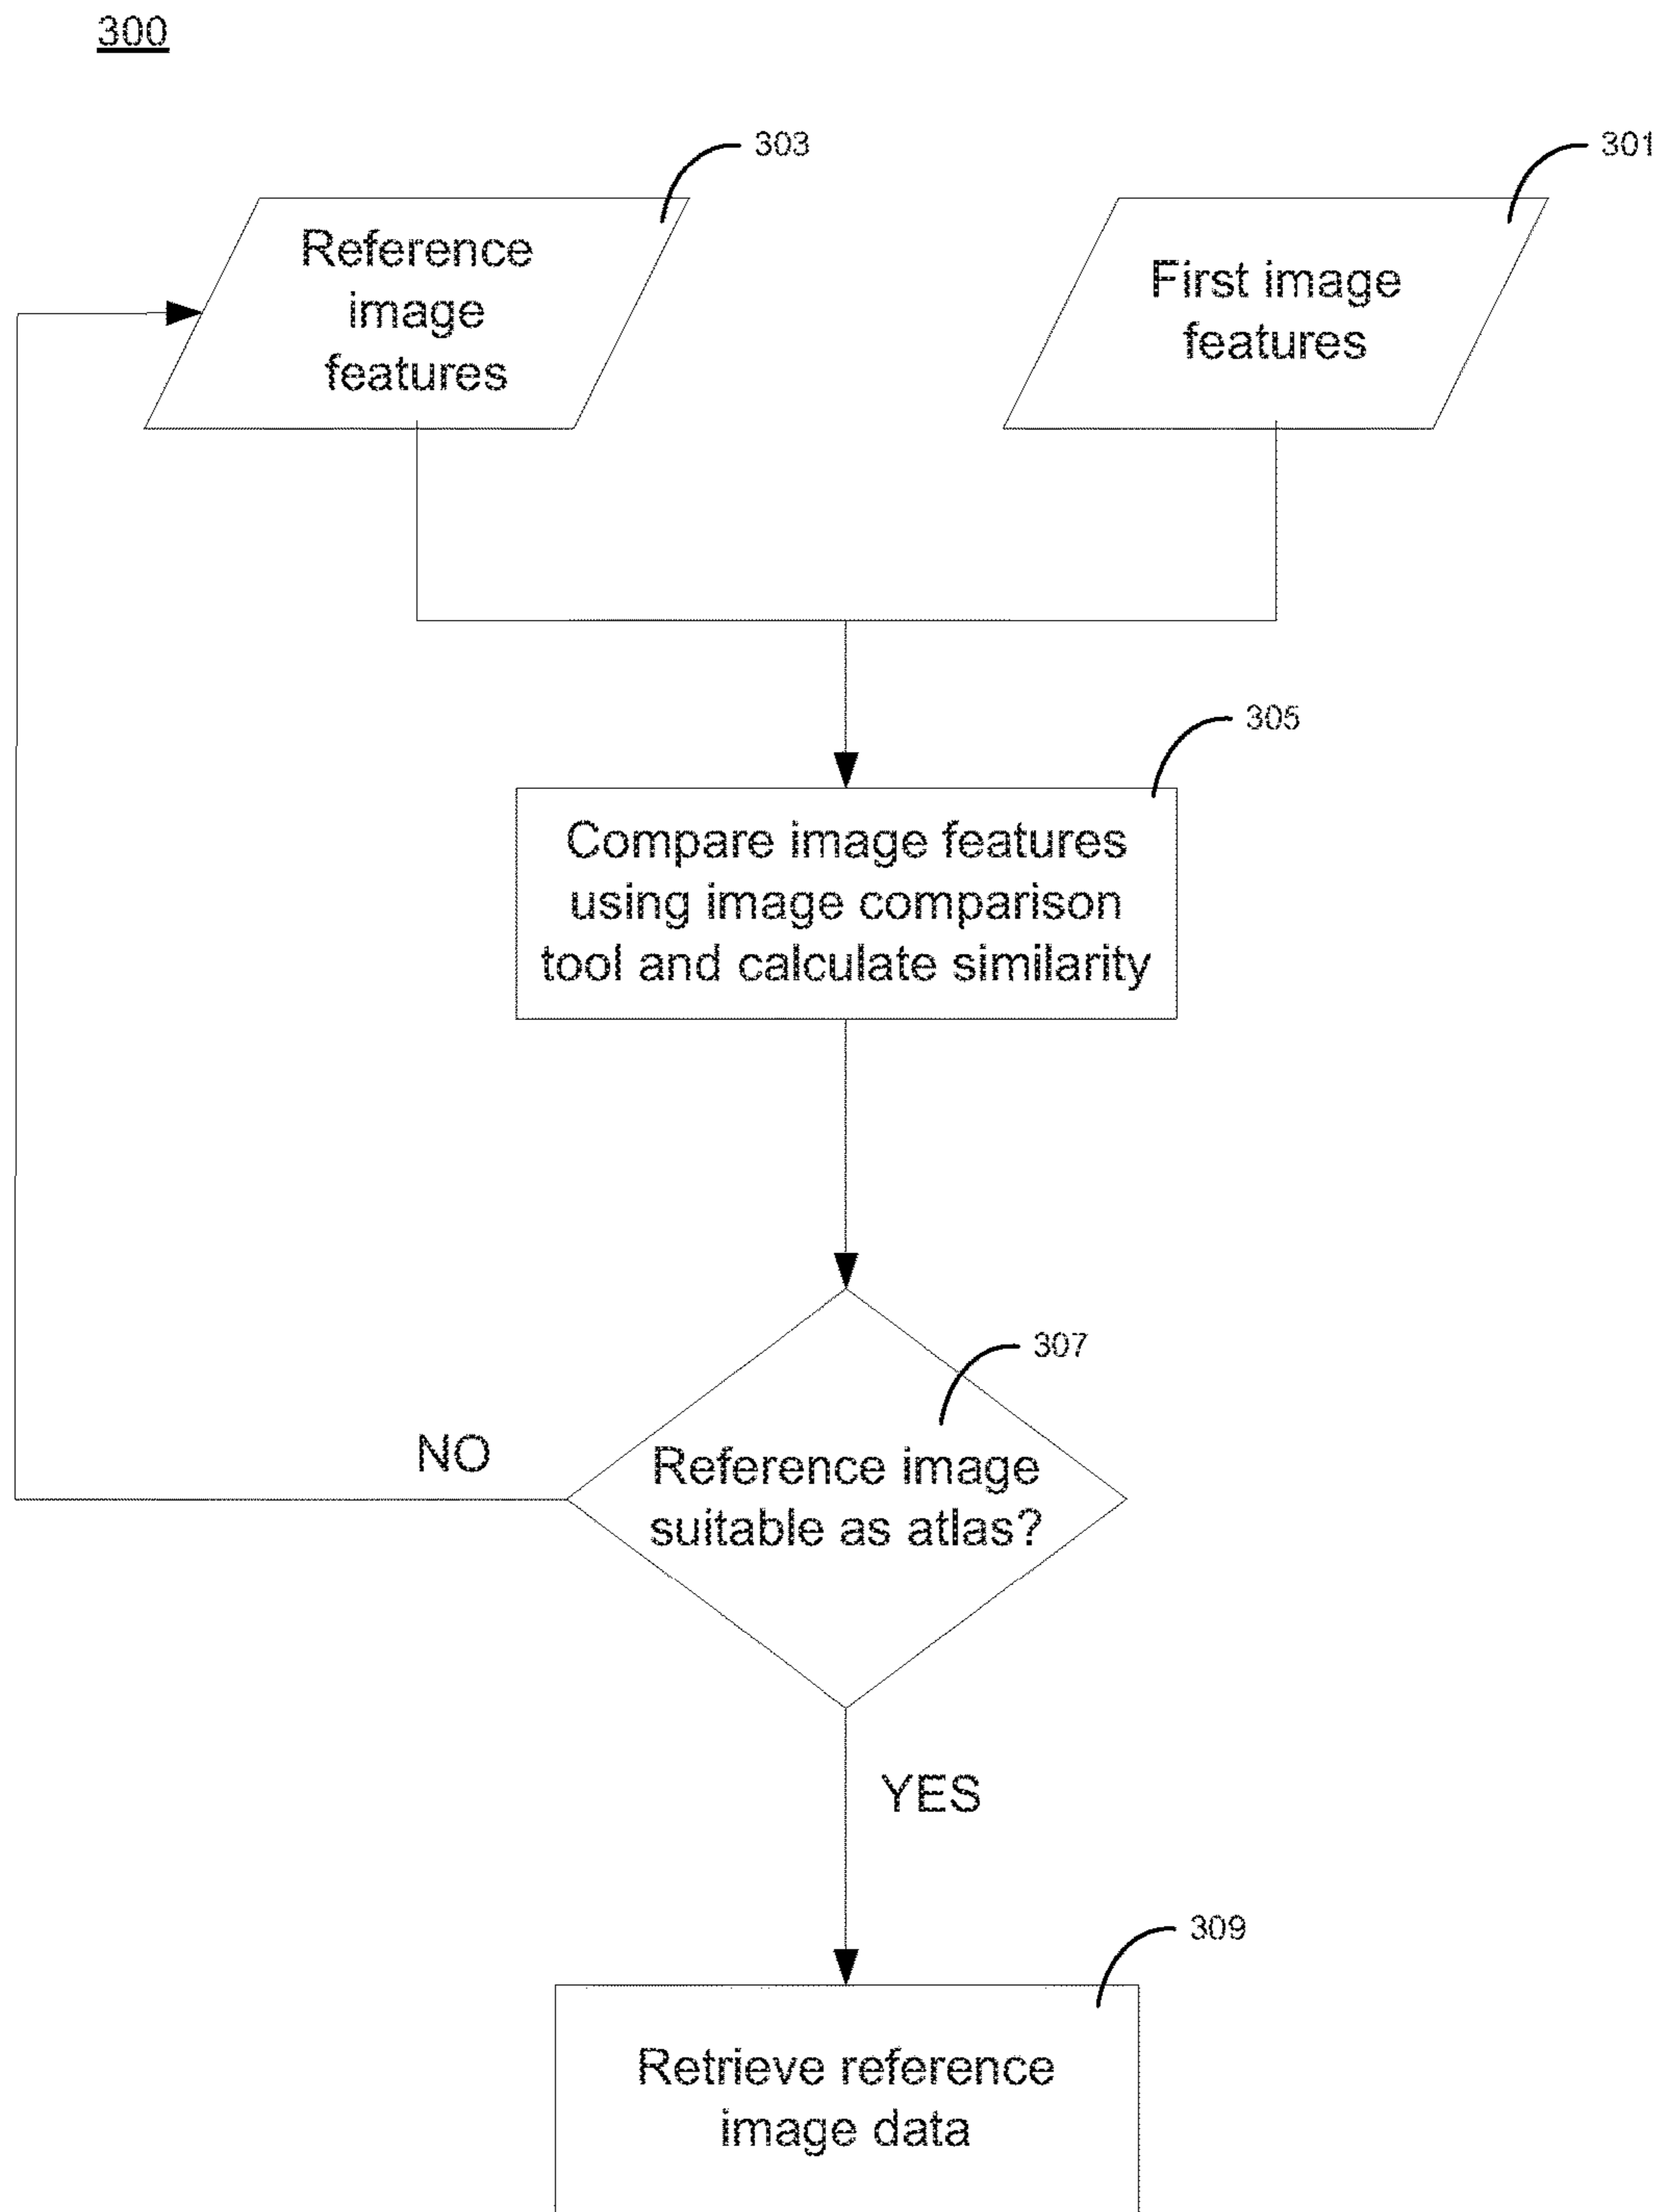 300
303
301
Reference
image
features
First image
features
305
Compare image features
using image comparison
tool and calculate similarity
307
NO
Reference image
suitable as atlas?
YES
309
Retrieve reference
image data